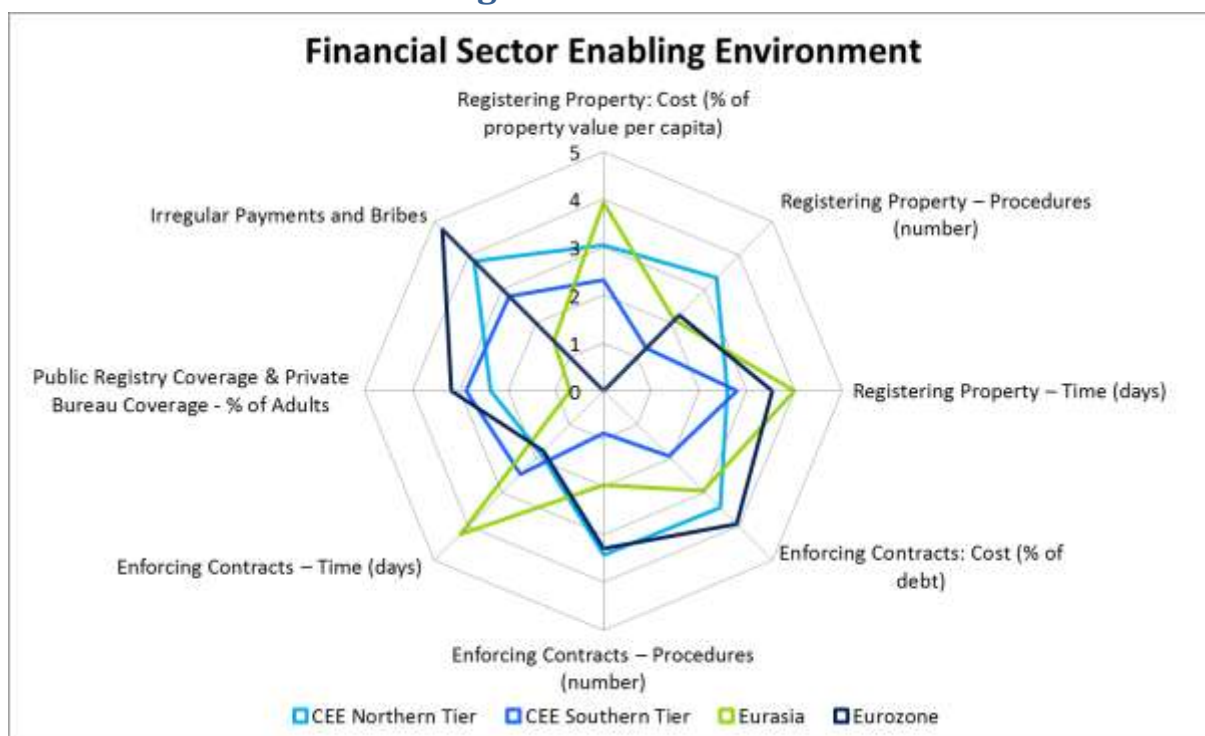 Financial Sector Enabling Environment
Registering Property: Cost (% of
property value per capita)
5
4
3
2
1
0
Irregular Payments and Bribes
Registering Property – Procedures
(number)
Public Registry Coverage & Private
Bureau Coverage - % of Adults
Registering Property – Time (days)
Enforcing Contracts – Time (days)
Enforcing Contracts: Cost (% of
debt)
Enforcing Contracts – Procedures
(number)
CEE Northern Tier CEE Southern Tier Eurasia Eurozone